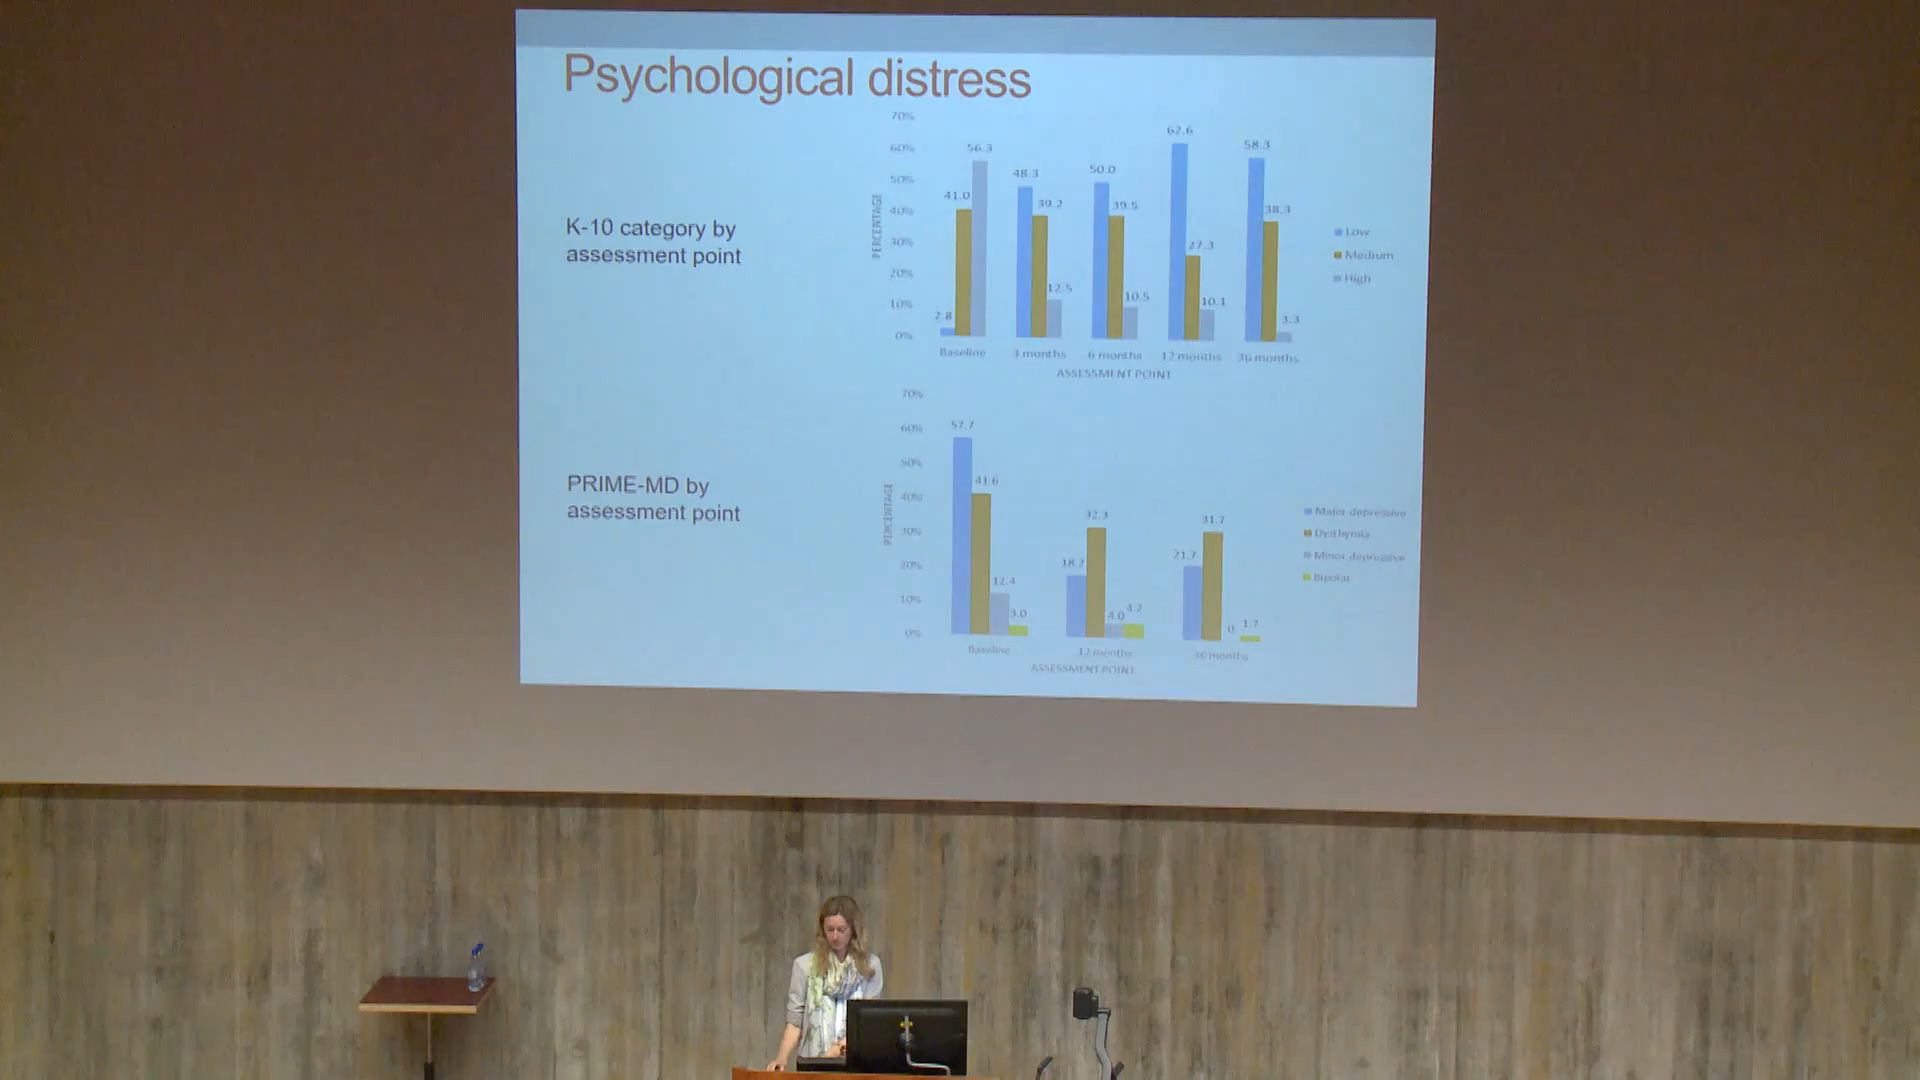 Psychological distress
K-10 category by
assessment point
70%
60%
50%
40%
30%
20%
10%
0%
PERCENTAGE
2.8
41.0
56.3
48.3
39.2
12.5
50.0
39.5
10.5
62.6
27.3
10.1
58.3
38.3
3.3
Baseline
3 months
6 months
12 months
36 months
ASSESSMENT POINT
Low
Medium
High
PRIME-MD by
assessment point
70%
60%
50%
40%
30%
20%
10%
0%
PERCENTAGE
57.7
41.6
12.4
3.0
18.2
32.3
4.0
4.2
21.7
31.7
0
1.7
Baseline
12 months
36 months
ASSESSMENT POINT
Major depressive
Dysthymia
Minor depressive
Bipolar